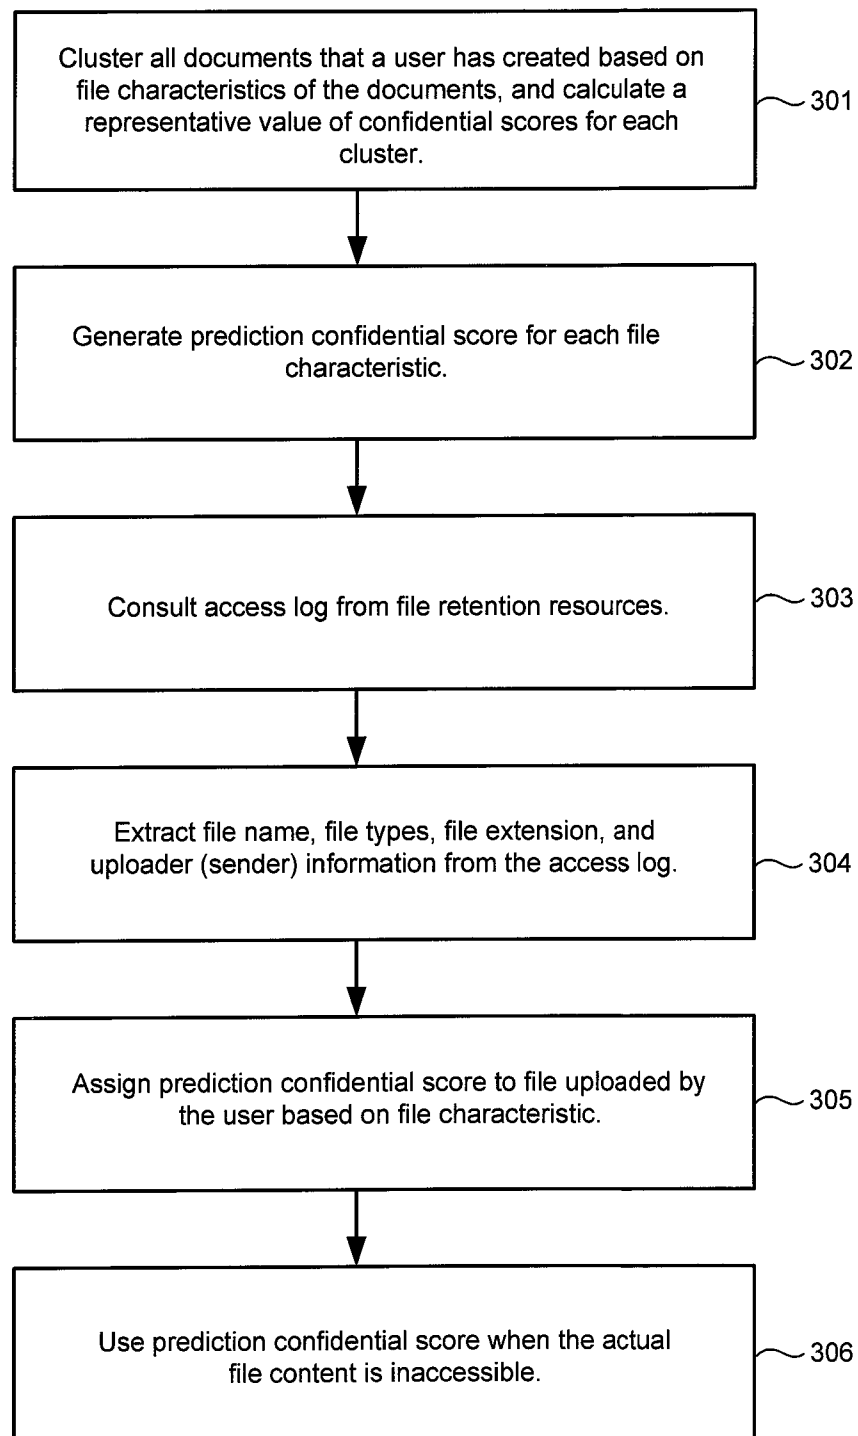 Cluster all documents that a user has created based on
file characteristics of the documents, and calculate a
representative value of confidential scores for each
cluster.
301
Generate prediction confidential score for each file
characteristic.
302
Consult access log from file retention resources.
303
Extract file name, file types, file extension, and
uploader (sender) information from the access log.
304
Assign prediction confidential score to file uploaded by
the user based on file characteristic.
305
Use prediction confidential score when the actual
file content is inaccessible.
306